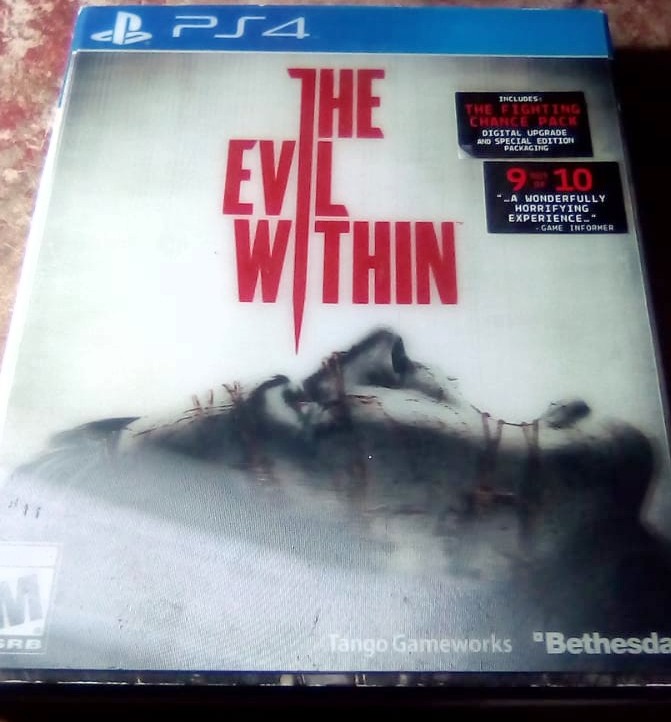 PS4
THE
EVIL
WITHIN
INCLUDES:
THE FIGHTING
CHANCE PACK
DIGITAL UPGRADE
AND SPECIAL EDITION
PACKAGING
9 OUT OF 10
"…A WONDERFULLY
HORRIFYING
EXPERIENCE…"
- GAME INFORMER
M
SRB
Tango Gameworks
Bethesda